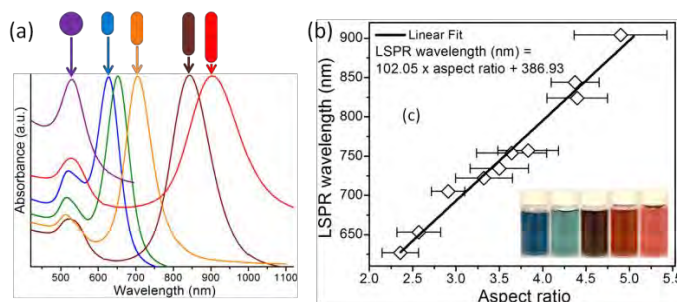 (a)
Absorbance (a.u.)
500 600 700 800 900 1000 1100
Wavelength (nm)
(b)
Linear Fit
LSPR wavelength (nm) =
102.05 x aspect ratio + 386.93
(c)
LSPR wavelength (nm)
900
850
800
750
700
650
2.0 2.5 3.0 3.5 4.0 4.5 5.0 5.5
Aspect ratio